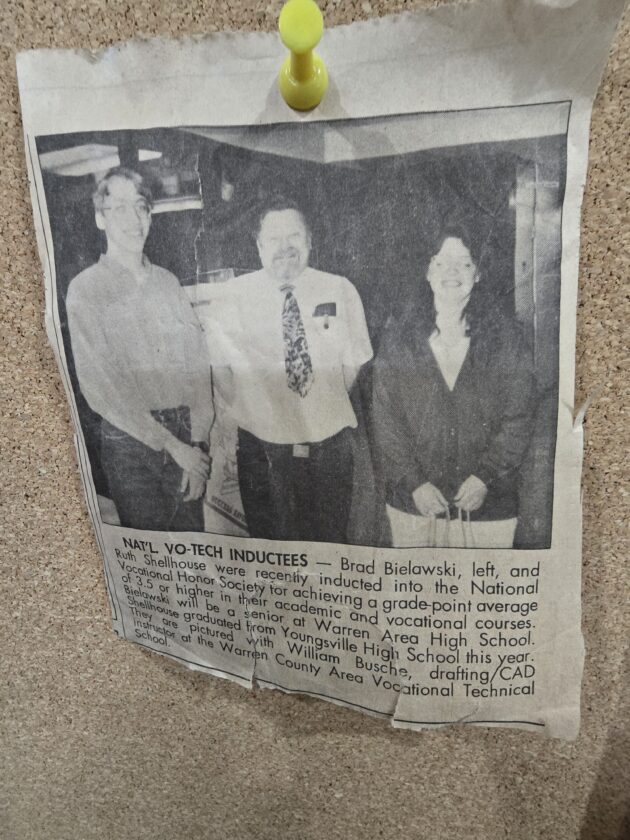 NAT'L. VO-TECH INDUCTEES — Brad Bielawski, left, and
Ruth Shellhouse were recently inducted into the National
Vocational Honor Society for achieving a grade-point average
of 3.5 or higher in their academic and vocational courses.
Bielawski will be a senior at Warren Area High School.
Shellhouse graduated from Youngsville High School this year.
They are pictured with William Busche, drafting/CAD
instructor at the Warren County Area Vocational Technical
School.